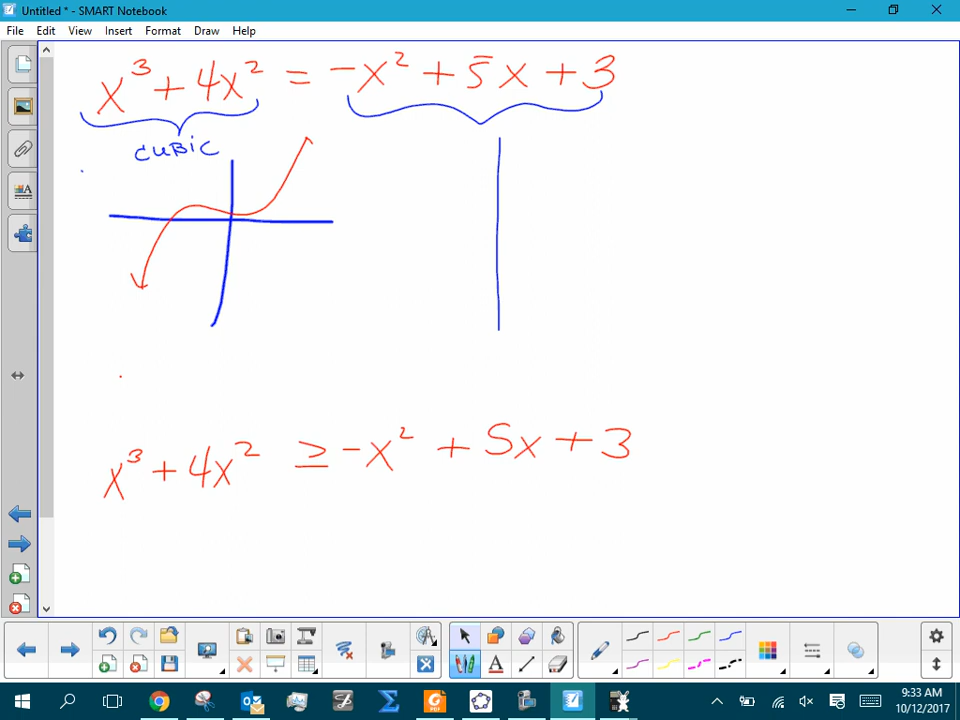 Untitled * - SMART Notebook
File Edit View Insert Format Draw Help
x³ + 4x² = -x² + 5x + 3
CUBIC
x³ + 4x² ≥ -x² + 5x + 3
9:33 AM
10/12/2017